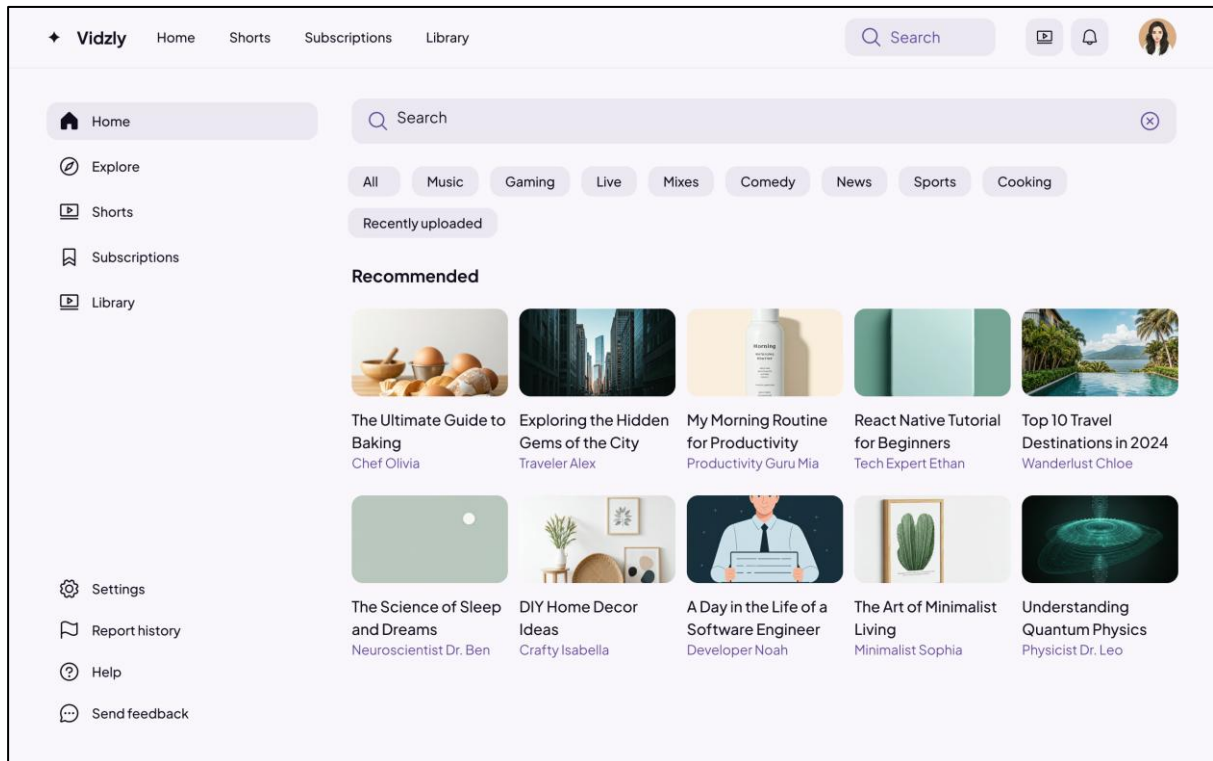 Vidzly
Home
Shorts
Subscriptions
Library
Search
Home
Explore
Shorts
Subscriptions
Library
Settings
Report history
Help
Send feedback
Search
All
Music
Gaming
Live
Mixes
Comedy
News
Sports
Cooking
Recently uploaded
Recommended
The Ultimate Guide to
Baking
Chef Olivia
Exploring the Hidden
Gems of the City
Traveler Alex
Morning
My Morning Routine
for Productivity
Productivity Guru Mia
React Native Tutorial
for Beginners
Tech Expert Ethan
Top 10 Travel
Destinations in 2024
Wanderlust Chloe
The Science of Sleep
and Dreams
Neuroscientist Dr. Ben
DIY Home Decor
Ideas
Crafty Isabella
A Day in the Life of a
Software Engineer
Developer Noah
The Art of Minimalist
Living
Minimalist Sophia
Understanding
Quantum Physics
Physicist Dr. Leo